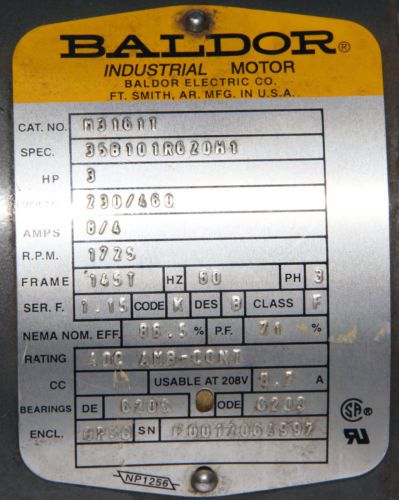 BALDOR®
INDUSTRIAL MOTOR
BALDOR ELECTRIC CO.
FT. SMITH, AR. MFG. IN U.S.A.
CAT. NO. M3161T
SPEC. 35B101R620H1
HP 3
VOLTS 230/460
AMPS 8/4
R.P.M. 1725
FRAME 145T HZ 60 PH 3
SER. F. 1.15 CODE K DES B CLASS F
NEMA NOM. EFF. 85.5 % P.F. 71 %
RATING 40C AMB-CONT
CC USABLE AT 208V A
BEARINGS DE 6205 ODE 6203
ENCL. SN
NP1256